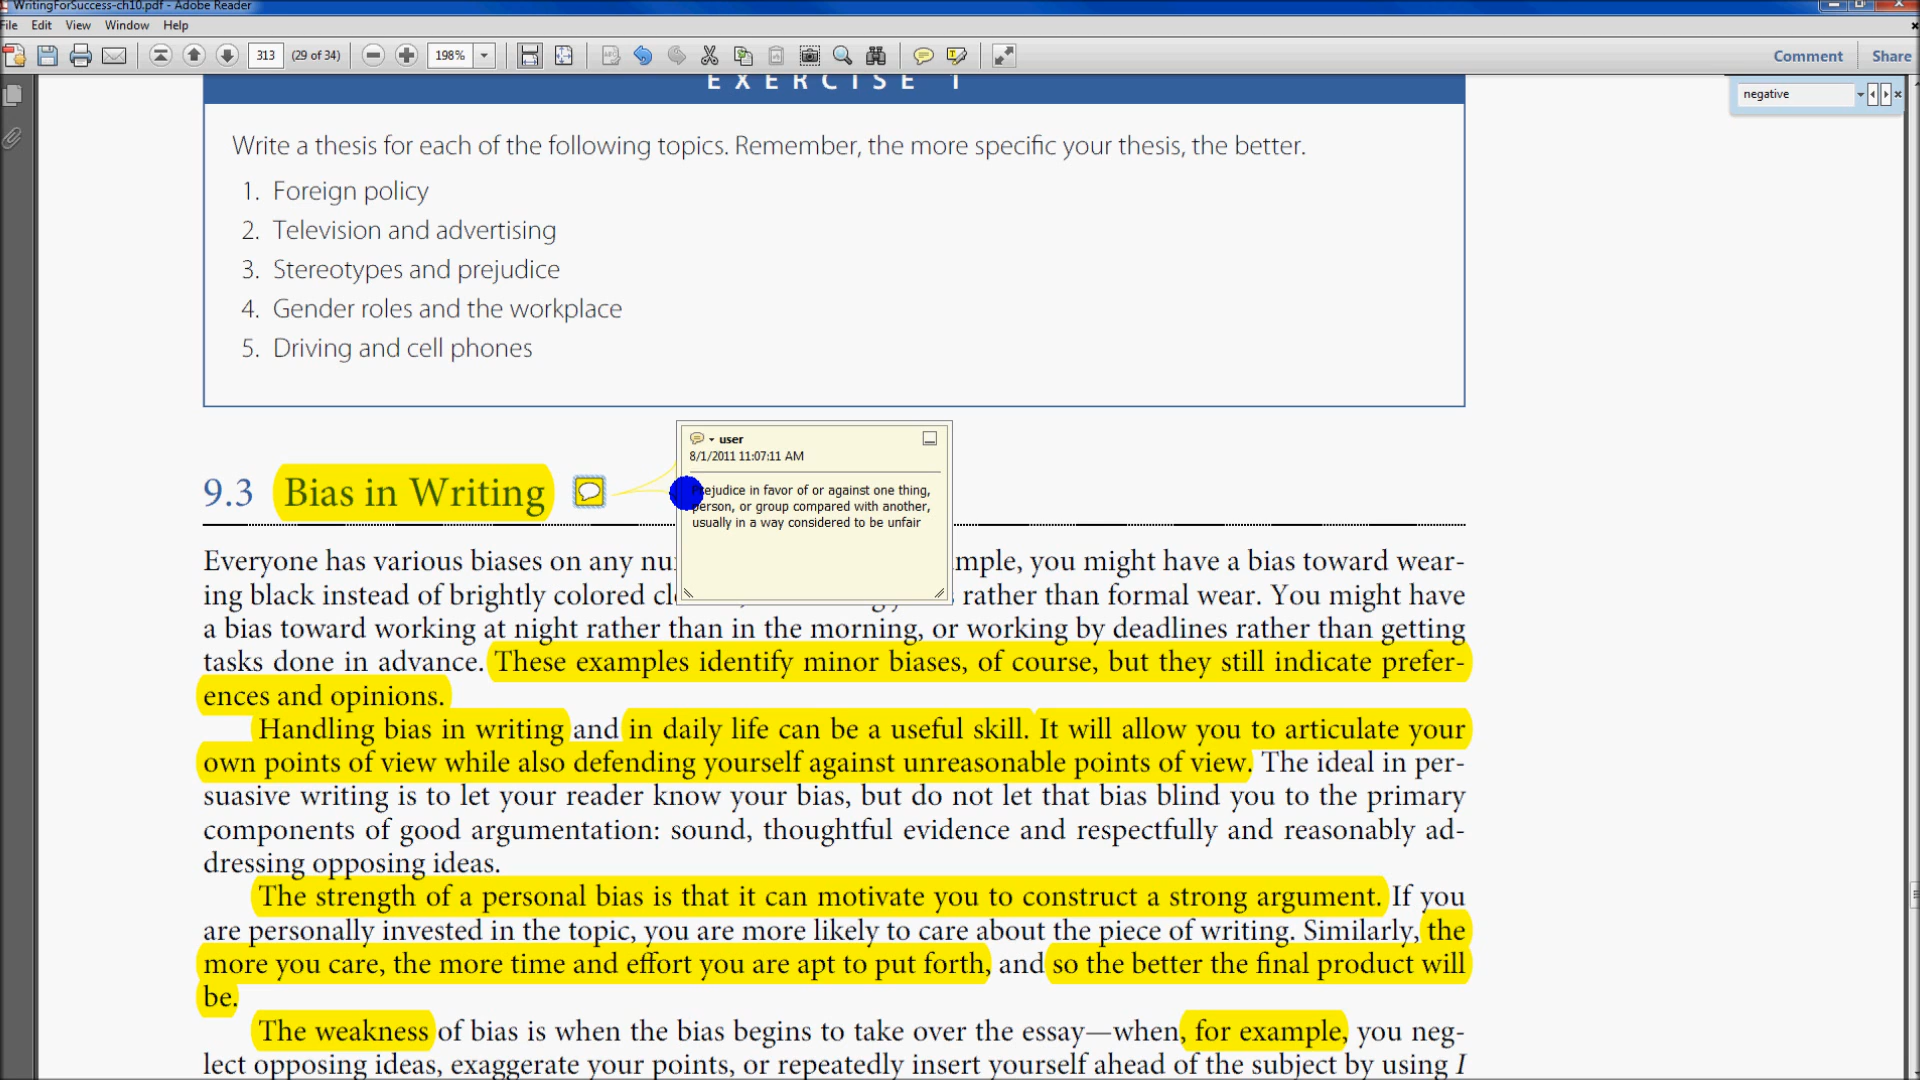 WritingForSuccess-ch10.pdf - Adobe Reader
File Edit View Window Help
313 (29 of 34) 198% Comment Share
negative
EXERCISE 1
Write a thesis for each of the following topics. Remember, the more specific your thesis, the better.
1. Foreign policy
2. Television and advertising
3. Stereotypes and prejudice
4. Gender roles and the workplace
5. Driving and cell phones
user
8/1/2011 11:07:11 AM
Prejudice in favor of or against one thing,
person, or group compared with another,
usually in a way considered to be unfair
9.3 Bias in Writing
Everyone has various biases on any nu mple, you might have a bias toward wear-
ing black instead of brightly colored cl rather than formal wear. You might have
a bias toward working at night rather than in the morning, or working by deadlines rather than getting
tasks done in advance. These examples identify minor biases, of course, but they still indicate prefer-
ences and opinions.
Handling bias in writing and in daily life can be a useful skill. It will allow you to articulate your
own points of view while also defending yourself against unreasonable points of view. The ideal in per-
suasive writing is to let your reader know your bias, but do not let that bias blind you to the primary
components of good argumentation: sound, thoughtful evidence and respectfully and reasonably ad-
dressing opposing ideas.
The strength of a personal bias is that it can motivate you to construct a strong argument. If you
are personally invested in the topic, you are more likely to care about the piece of writing. Similarly, the
more you care, the more time and effort you are apt to put forth, and so the better the final product will
be.
The weakness of bias is when the bias begins to take over the essay—when, for example, you neg-
lect opposing ideas, exaggerate your points, or repeatedly insert yourself ahead of the subject by using I